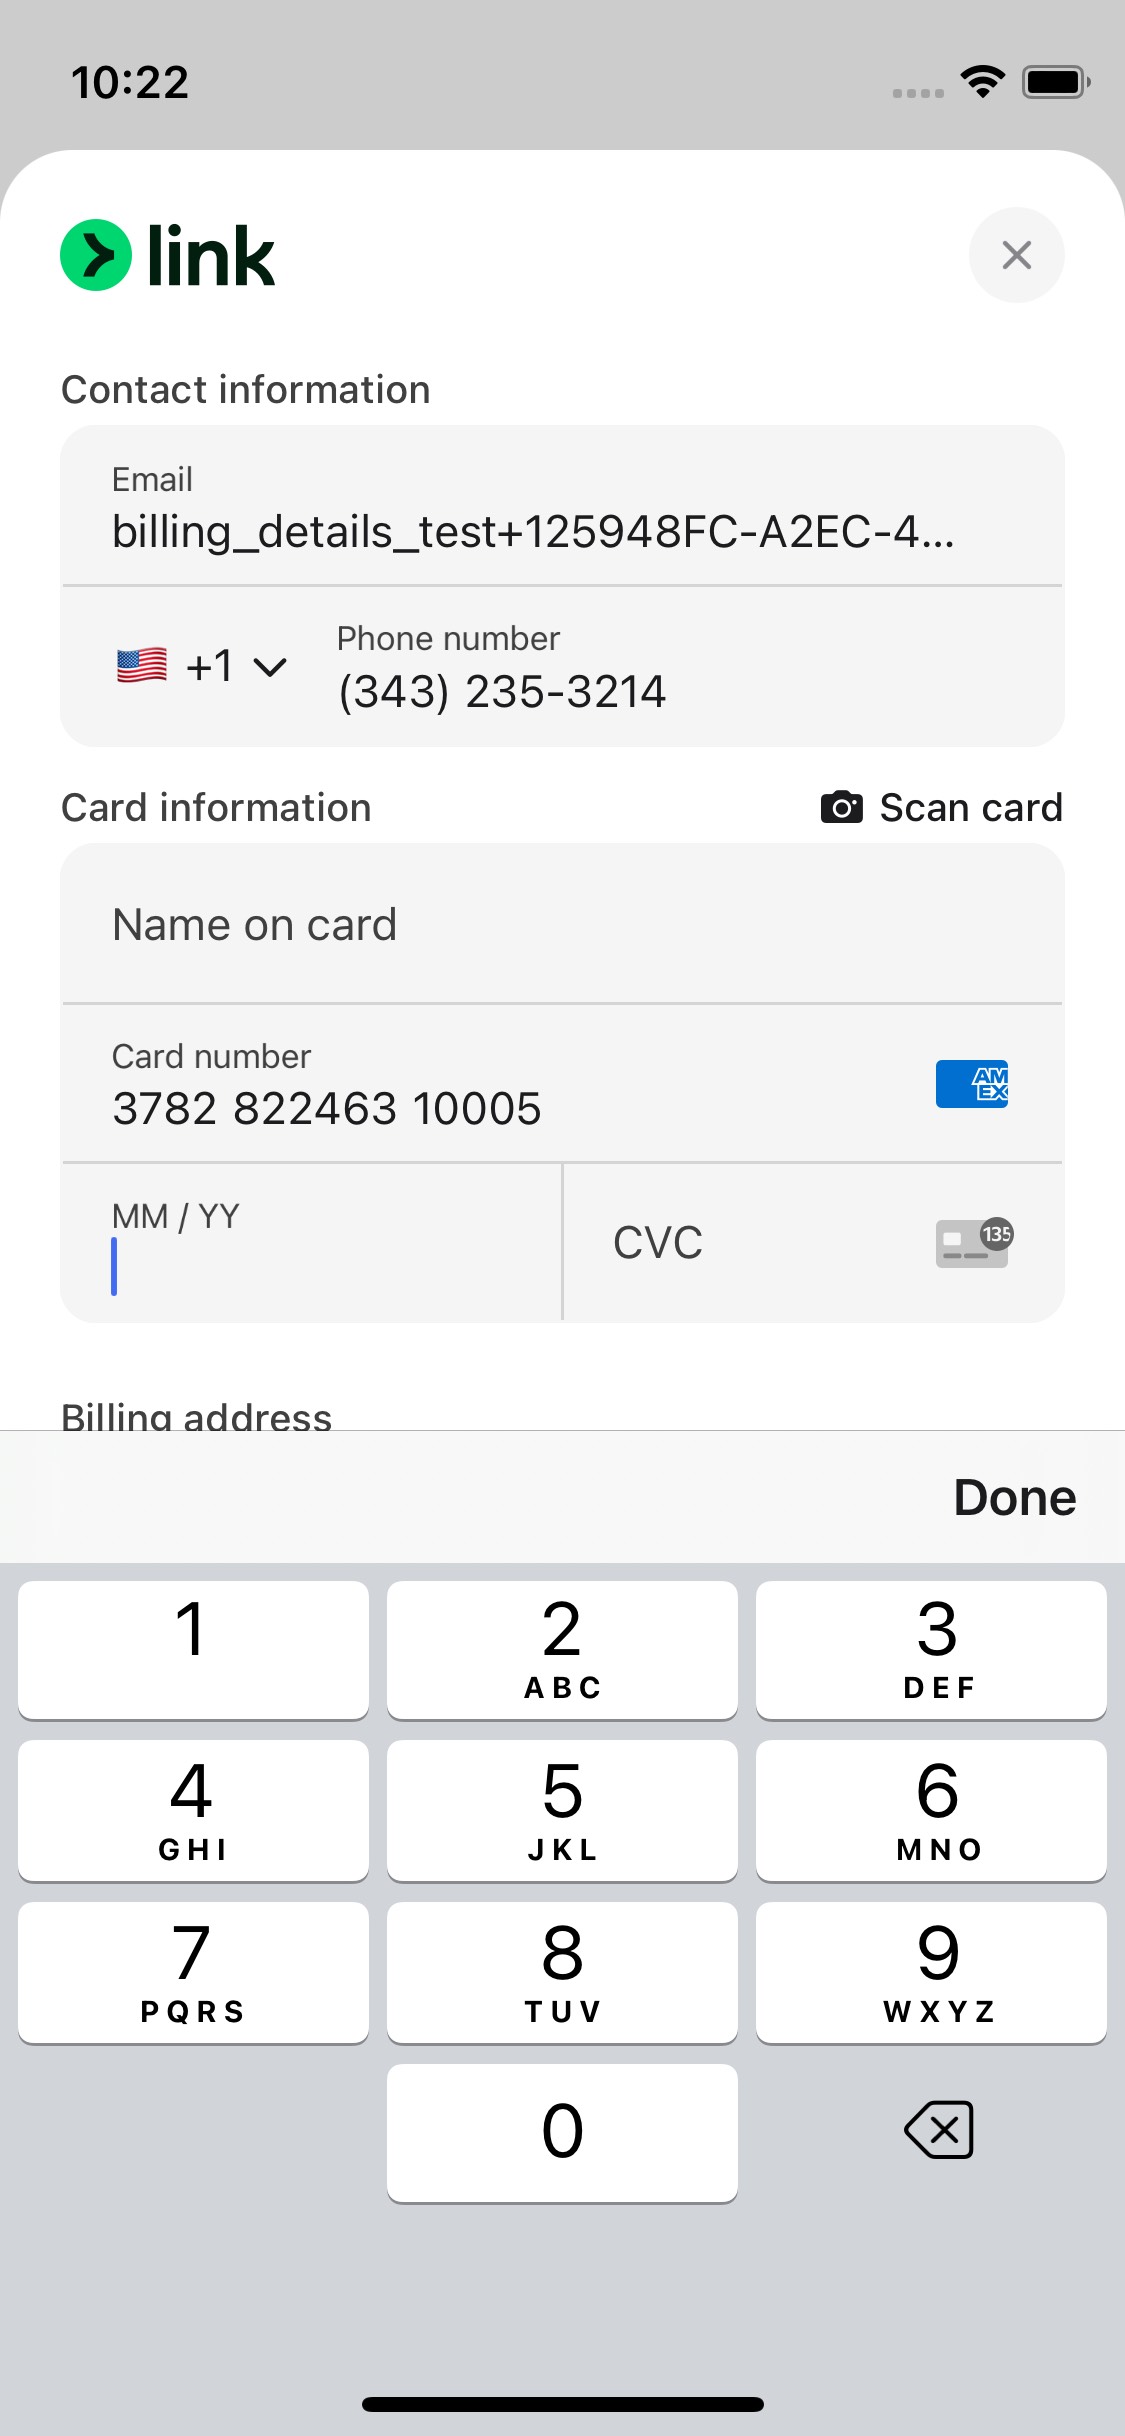 10:22
link
Contact information
Email
billing_details_test+125948FC-A2EC-4...
+1
Phone number
(343) 235-3214
Card information
Scan card
Name on card
Card number
3782 822463 10005
AM
EX
MM / YY
CVC
135
Billing address
Done
1
2
ABC
3
DEF
4
GHI
5
JKL
6
MNO
7
PQRS
8
TUV
9
WXYZ
0